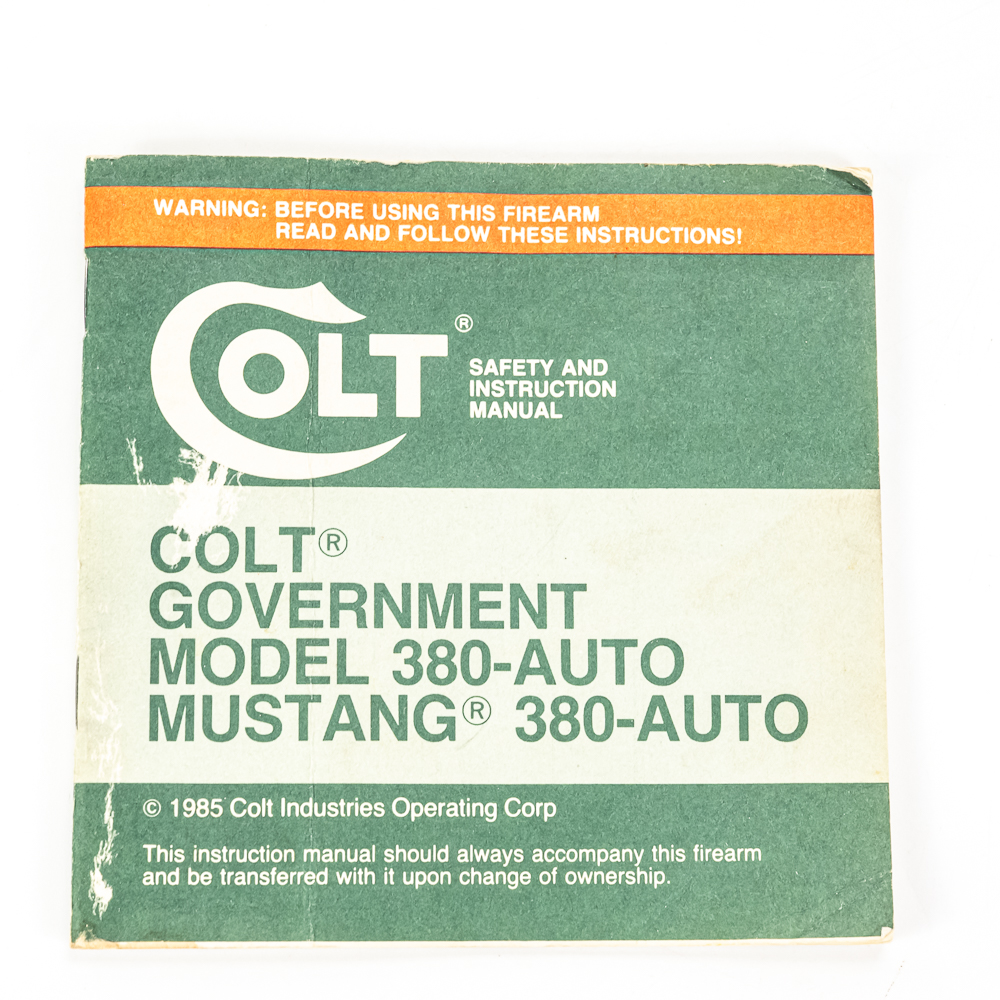 WARNING: BEFORE USING THIS FIREARM
READ AND FOLLOW THESE INSTRUCTIONS!
COLT®
SAFETY AND
INSTRUCTION
MANUAL
COLT®
GOVERNMENT
MODEL 380-AUTO
MUSTANG® 380-AUTO
© 1985 Colt Industries Operating Corp
This instruction manual should always accompany this firearm
and be transferred with it upon change of ownership.